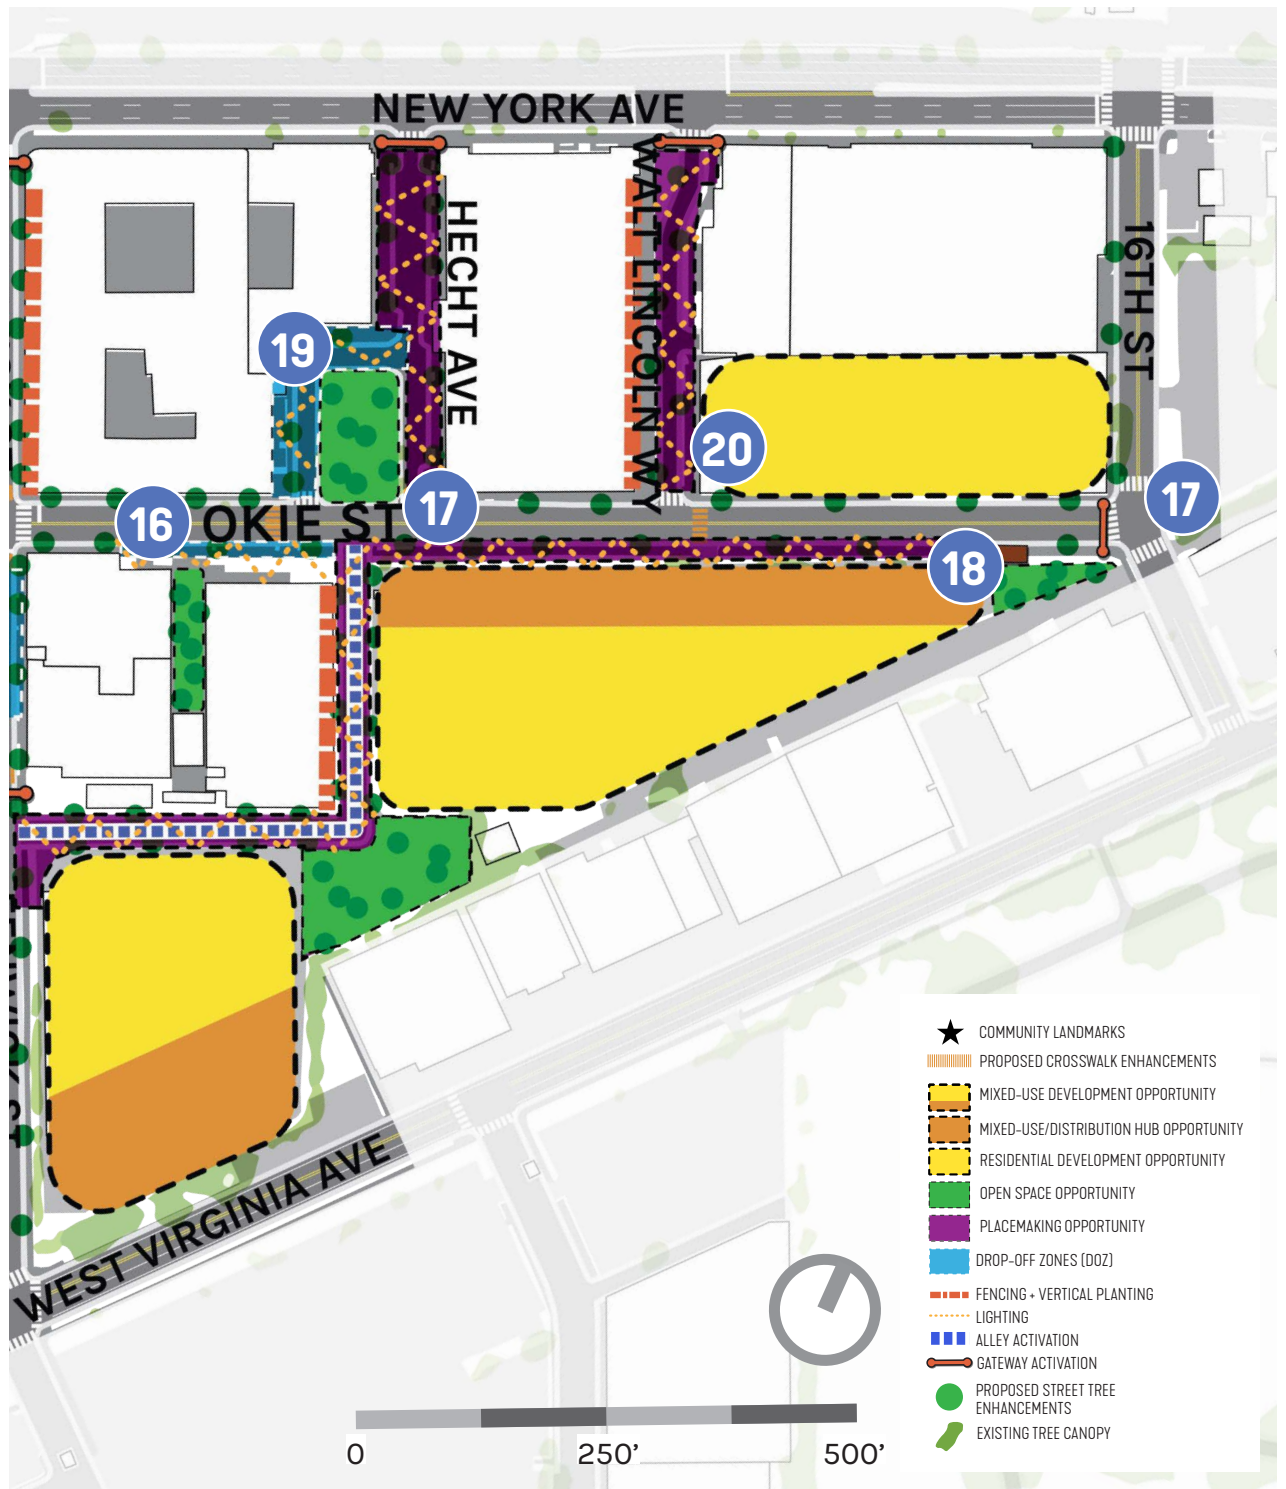 NEW YORK AVE
HECHT AVE
WALT LINCOLN WY
16TH ST
19
20
17
17
16
OKIE ST
18
WEST VIRGINIA AVE
COMMUNITY LANDMARKS
PROPOSED CROSSWALK ENHANCEMENTS
MIXED-USE DEVELOPMENT OPPORTUNITY
MIXED-USE/DISTRIBUTION HUB OPPORTUNITY
RESIDENTIAL DEVELOPMENT OPPORTUNITY
OPEN SPACE OPPORTUNITY
PLACEMAKING OPPORTUNITY
DROP-OFF ZONES (DOZ)
FENCING + VERTICAL PLANTING
LIGHTING
ALLEY ACTIVATION
GATEWAY ACTIVATION
PROPOSED STREET TREE
ENHANCEMENTS
EXISTING TREE CANOPY
0
250’
500’